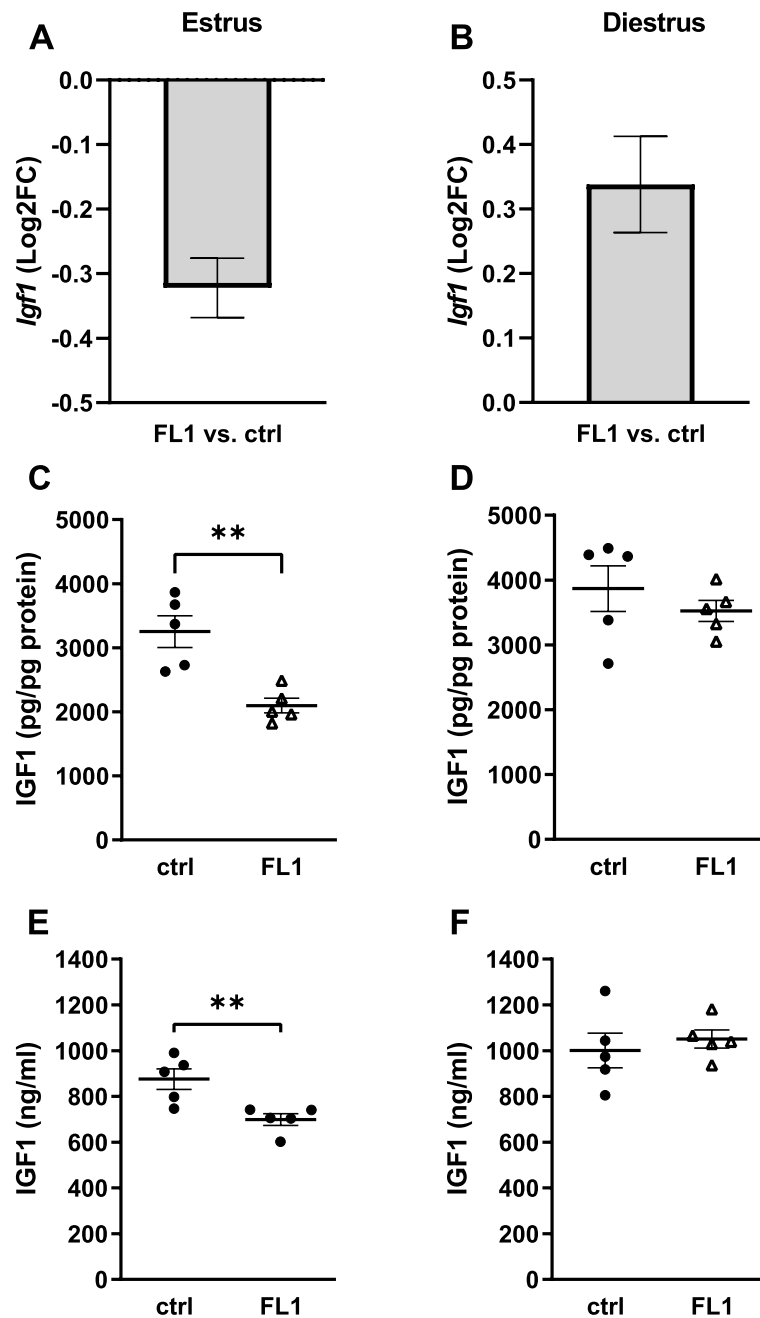 A
Estrus
0.0
-0.1
-0.2
-0.3
-0.4
-0.5
Igf1 (Log2FC)
FL1 vs. ctrl
B
Diestrus
0.5
0.4
0.3
0.2
0.1
0.0
Igf1 (Log2FC)
FL1 vs. ctrl
C
5000
4000
3000
2000
1000
0
IGF1 (pg/pg protein)
**
ctrl FL1
D
5000
4000
3000
2000
1000
0
IGF1 (pg/pg protein)
ctrl FL1
E
1400
1200
1000
800
600
400
200
0
IGF1 (ng/ml)
**
ctrl FL1
F
1400
1200
1000
800
600
400
200
0
IGF1 (ng/ml)
ctrl FL1